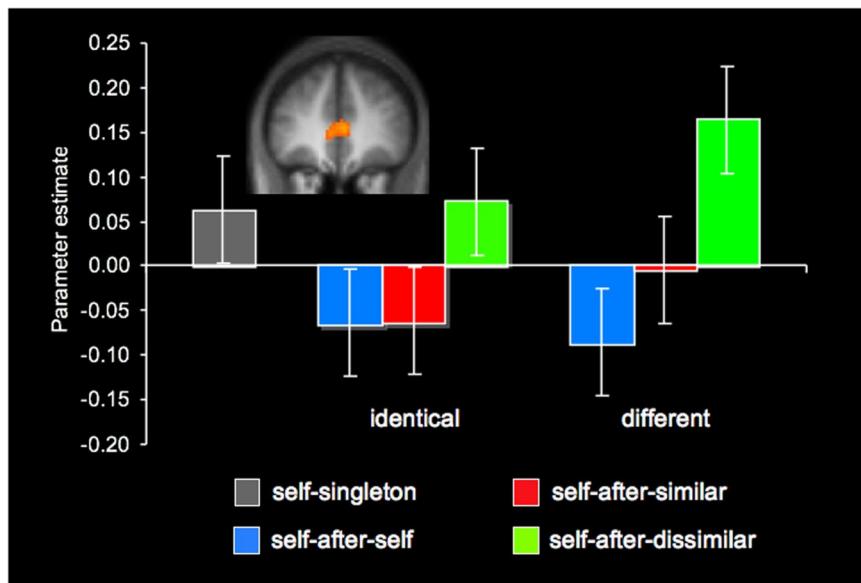 0.25
0.20
0.15
0.10
0.05
0.00
-0.05
-0.10
-0.15
-0.20
Parameter estimate
identical different
self-singleton self-after-similar
self-after-self self-after-dissimilar